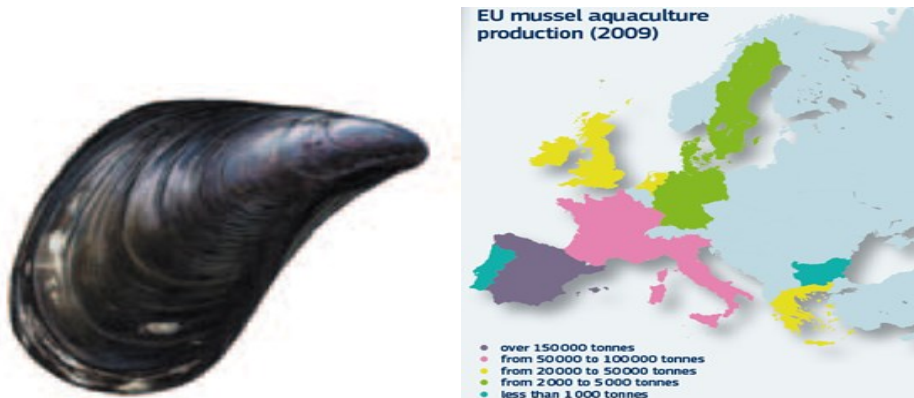 EU mussel aquaculture
production (2009)
over 150000 tonnes
from 50000 to 100000 tonnes
from 20000 to 50000 tonnes
from 2000 to 5000 tonnes
less than 1000 tonnes